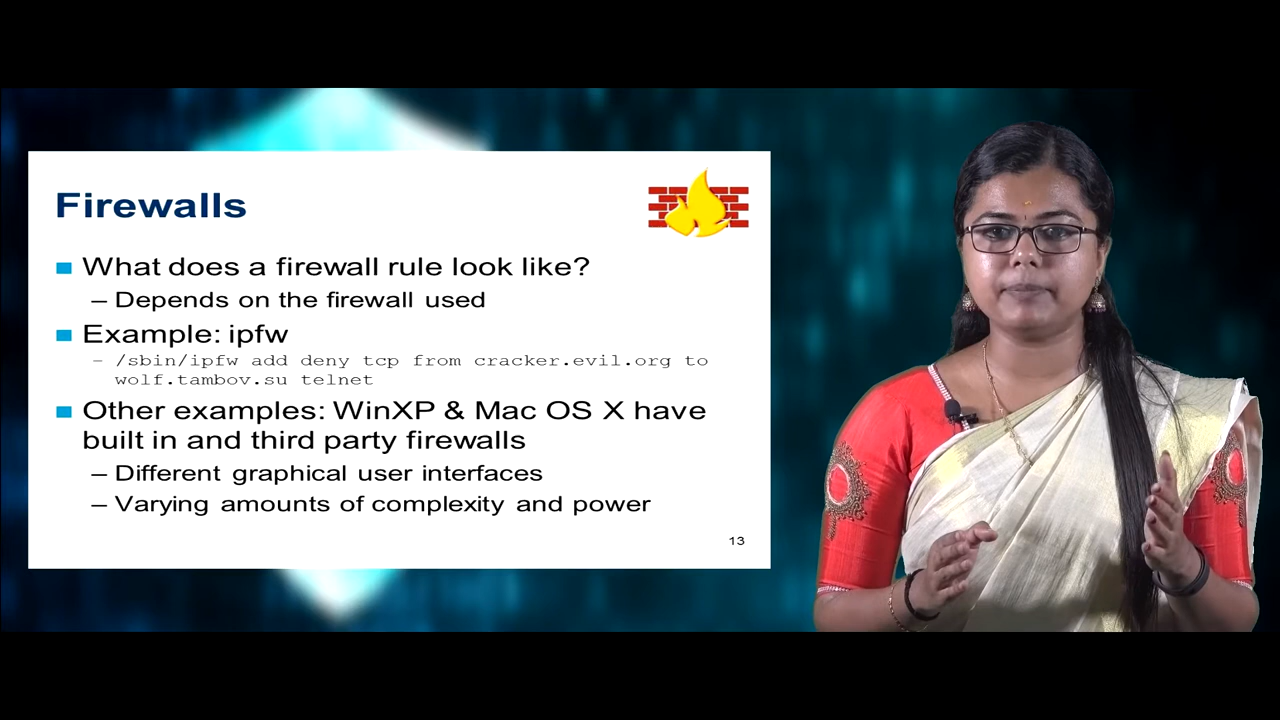 Firewalls
What does a firewall rule look like?
– Depends on the firewall used
Example: ipfw
– /sbin/ipfw add deny tcp from cracker.evil.org to
wolf.tambov.su telnet
Other examples: WinXP & Mac OS X have
built in and third party firewalls
– Different graphical user interfaces
– Varying amounts of complexity and power
13